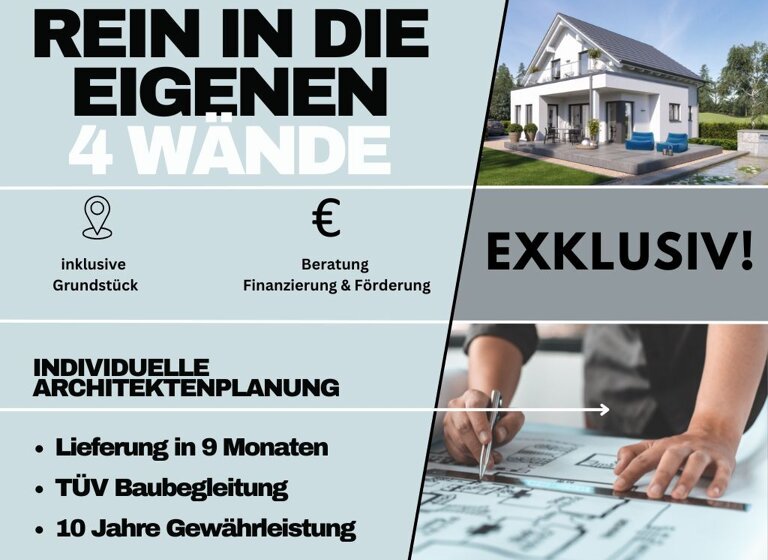 REIN IN DIE
EIGENEN
4 WÄNDE
inklusive
Grundstück
€
Beratung
Finanzierung & Förderung
EXKLUSIV!
INDIVIDUELLE
ARCHITEKTENPLANUNG
• Lieferung in 9 Monaten
• TÜV Baubegleitung
• 10 Jahre Gewährleistung